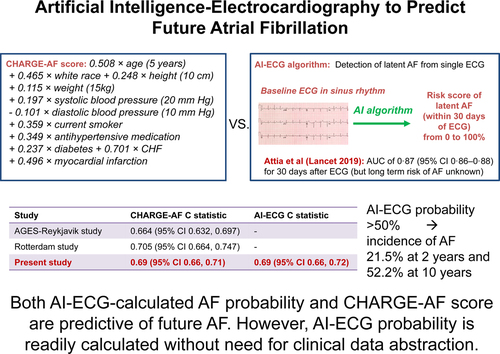 Artificial Intelligence-Electrocardiography to Predict
Future Atrial Fibrillation
CHARGE-AF score: 0.508 × age (5 years)
+ 0.465 × white race + 0.248 × height (10 cm)
+ 0.115 × weight (15kg)
+ 0.197 × systolic blood pressure (20 mm Hg)
- 0.101 × diastolic blood pressure (10 mm Hg)
+ 0.359 × current smoker
+ 0.349 × antihypertensive medication
+ 0.237 × diabetes + 0.701 × CHF
+ 0.496 × myocardial infarction
VS.
AI-ECG algorithm: Detection of latent AF from single ECG
Baseline ECG in sinus rhythm
AI algorithm
Risk score of
latent AF
(within 30 days
of ECG)
from 0 to 100%
Attia et al (Lancet 2019): AUC of 0·87 (95% CI 0·86–0·88)
for 30 days after ECG (but long term risk of AF unknown)
Study CHARGE-AF C statistic AI-ECG C statistic
AGES-Reykjavik study 0.664 (95% CI 0.632, 0.697) -
Rotterdam study 0.705 (95% CI 0.664, 0.747) -
Present study 0.69 (95% CI 0.66, 0.71) 0.69 (95% CI 0.66, 0.72)
AI-ECG probability
>50% →
incidence of AF
21.5% at 2 years and
52.2% at 10 years
Both AI-ECG-calculated AF probability and CHARGE-AF score
are predictive of future AF. However, AI-ECG probability is
readily calculated without need for clinical data abstraction.